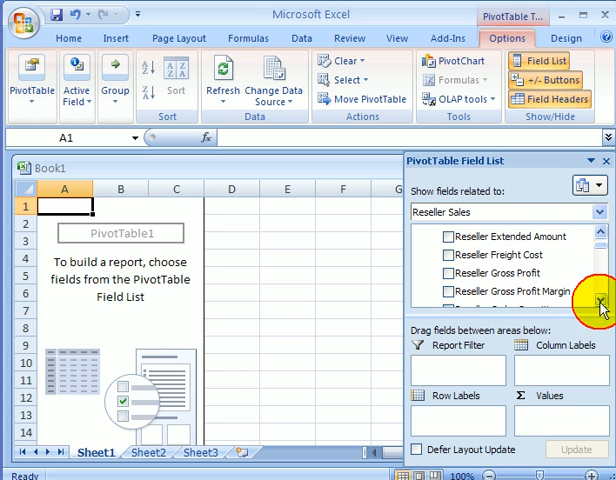 Microsoft Excel
PivotTable T...
Home Insert Page Layout Formulas Data Review View Add-Ins Options Design
PivotTable
Active Field
Group
Sort
Sort
Refresh
Change Data Source
Data
Clear
Select
Move PivotTable
Actions
PivotChart
Formulas
OLAP tools
Tools
Field List
+/- Buttons
Field Headers
Show/Hide
A1
fx
Book1
A B C D E F G
1
2
3
4
5
6
7
8
9
10
11
12
13
14
PivotTable1
To build a report, choose
fields from the PivotTable
Field List
PivotTable Field List
Show fields related to:
Reseller Sales
Reseller Extended Amount
Reseller Freight Cost
Reseller Gross Profit
Reseller Gross Profit Margin
Drag fields between areas below:
Report Filter
Column Labels
Row Labels
Σ Values
Defer Layout Update
Update
Sheet1 Sheet2 Sheet3
Ready
100%